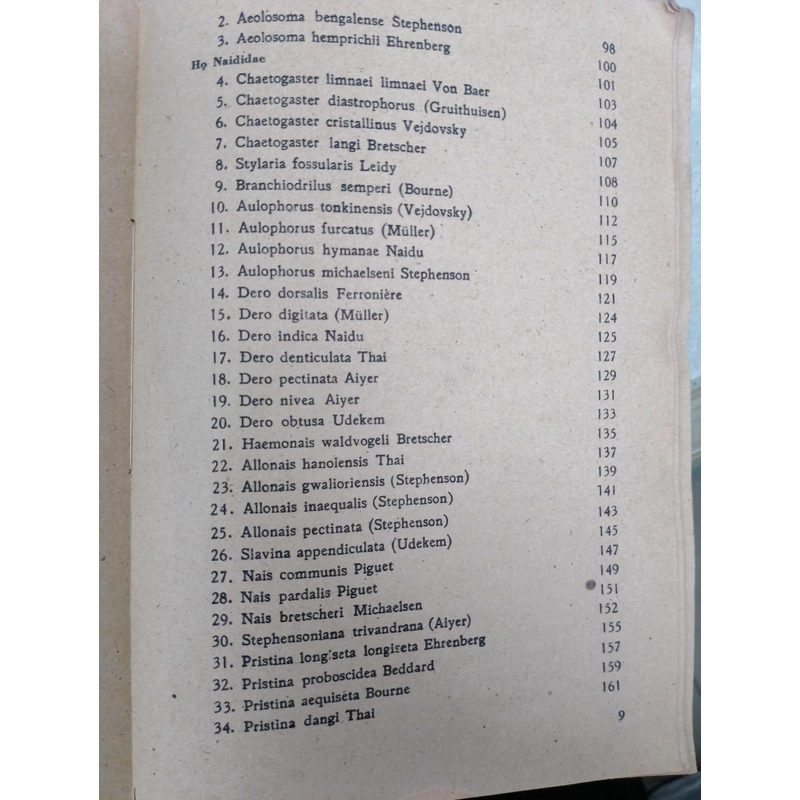 2. Aeolosoma bengalense Stephenson 98
3. Aeolosoma hemprichii Ehrenberg 100
Họ Naididae 101
4. Chaetogaster limnaei limnaei Von Baer 103
5. Chaetogaster diastrophorus (Gruithuisen) 104
6. Chaetogaster cristallinus Vejdovsky 105
7. Chaetogaster langi Bretscher 107
8. Stylaria fossularis Leidy 108
9. Branchiodrilus semperi (Bourne) 110
10. Aulophorus tonkinensis (Vejdovsky) 112
11. Aulophorus furcatus (Müller) 115
12. Aulophorus hymanae Naidu 117
13. Aulophorus michaelseni Stephenson 119
14. Dero dorsalis Ferronière 121
15. Dero digitata (Müller) 124
16. Dero indica Naidu 125
17. Dero denticulata Thai 127
18. Dero pectinata Aiyer 129
19. Dero nivea Aiyer 131
20. Dero obtusa Udekem 133
21. Haemonais waldvogeli Bretscher 135
22. Allonais hanoiensis Thai 137
23. Allonais gwalioriensis (Stephenson) 139
24. Allonais inaequalis (Stephenson) 141
25. Allonais pectinata (Stephenson) 143
26. Slavina appendiculata (Udekem) 145
27. Nais communis Piguet 147
28. Nais pardalis Piguet 149
29. Nais bretscheri Michaelsen 151
30. Stephensoniana trivandrana (Aiyer) 152
31. Pristina longiseta longiseta Ehrenberg 155
32. Pristina proboscidea Beddard 157
33. Pristina aequiseta Bourne 159
34. Pristina dangi Thai 161
9